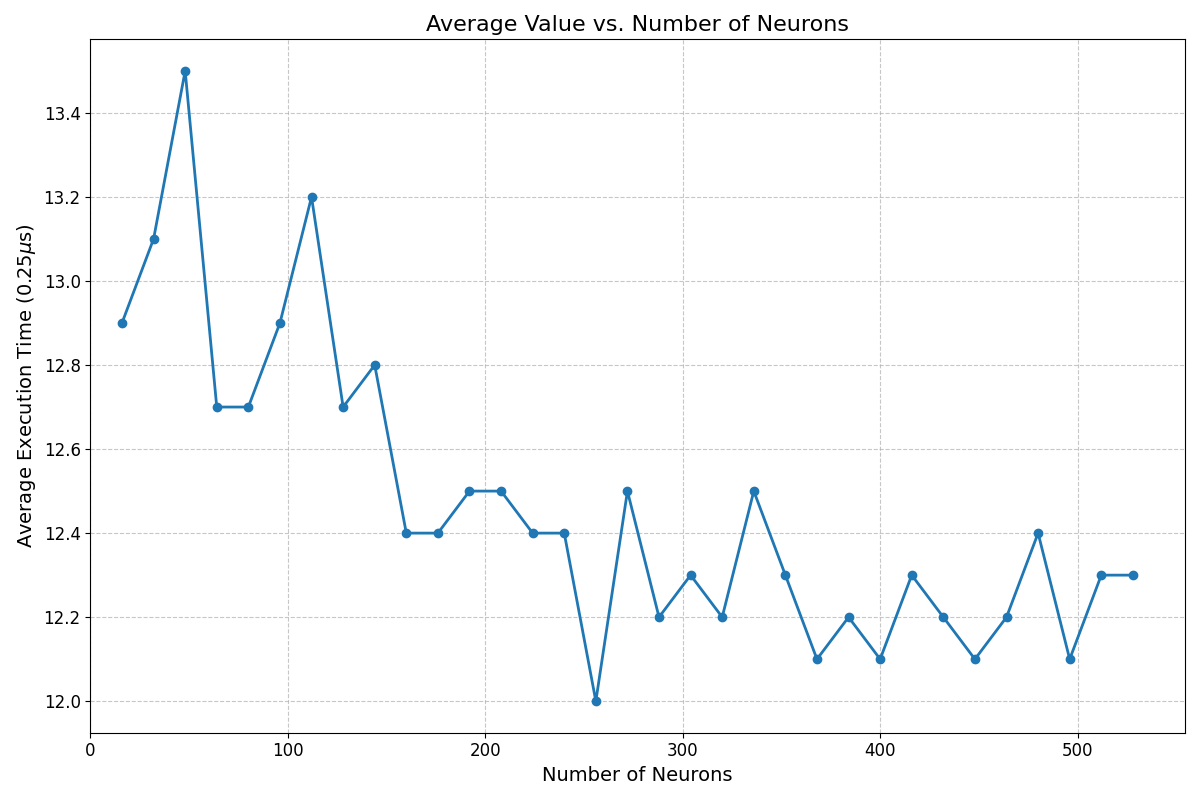 Average Value vs. Number of Neurons
Average Execution Time (0.25μs)
13.4
13.2
13.0
12.8
12.6
12.4
12.2
12.0
0 100 200 300 400 500
Number of Neurons